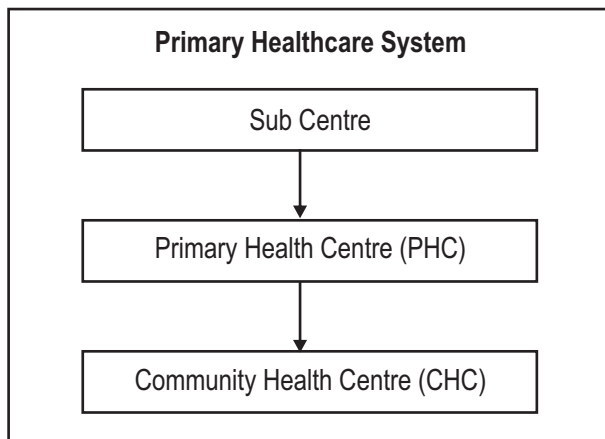 Primary Healthcare System
Sub Centre
Primary Health Centre (PHC)
Community Health Centre (CHC)